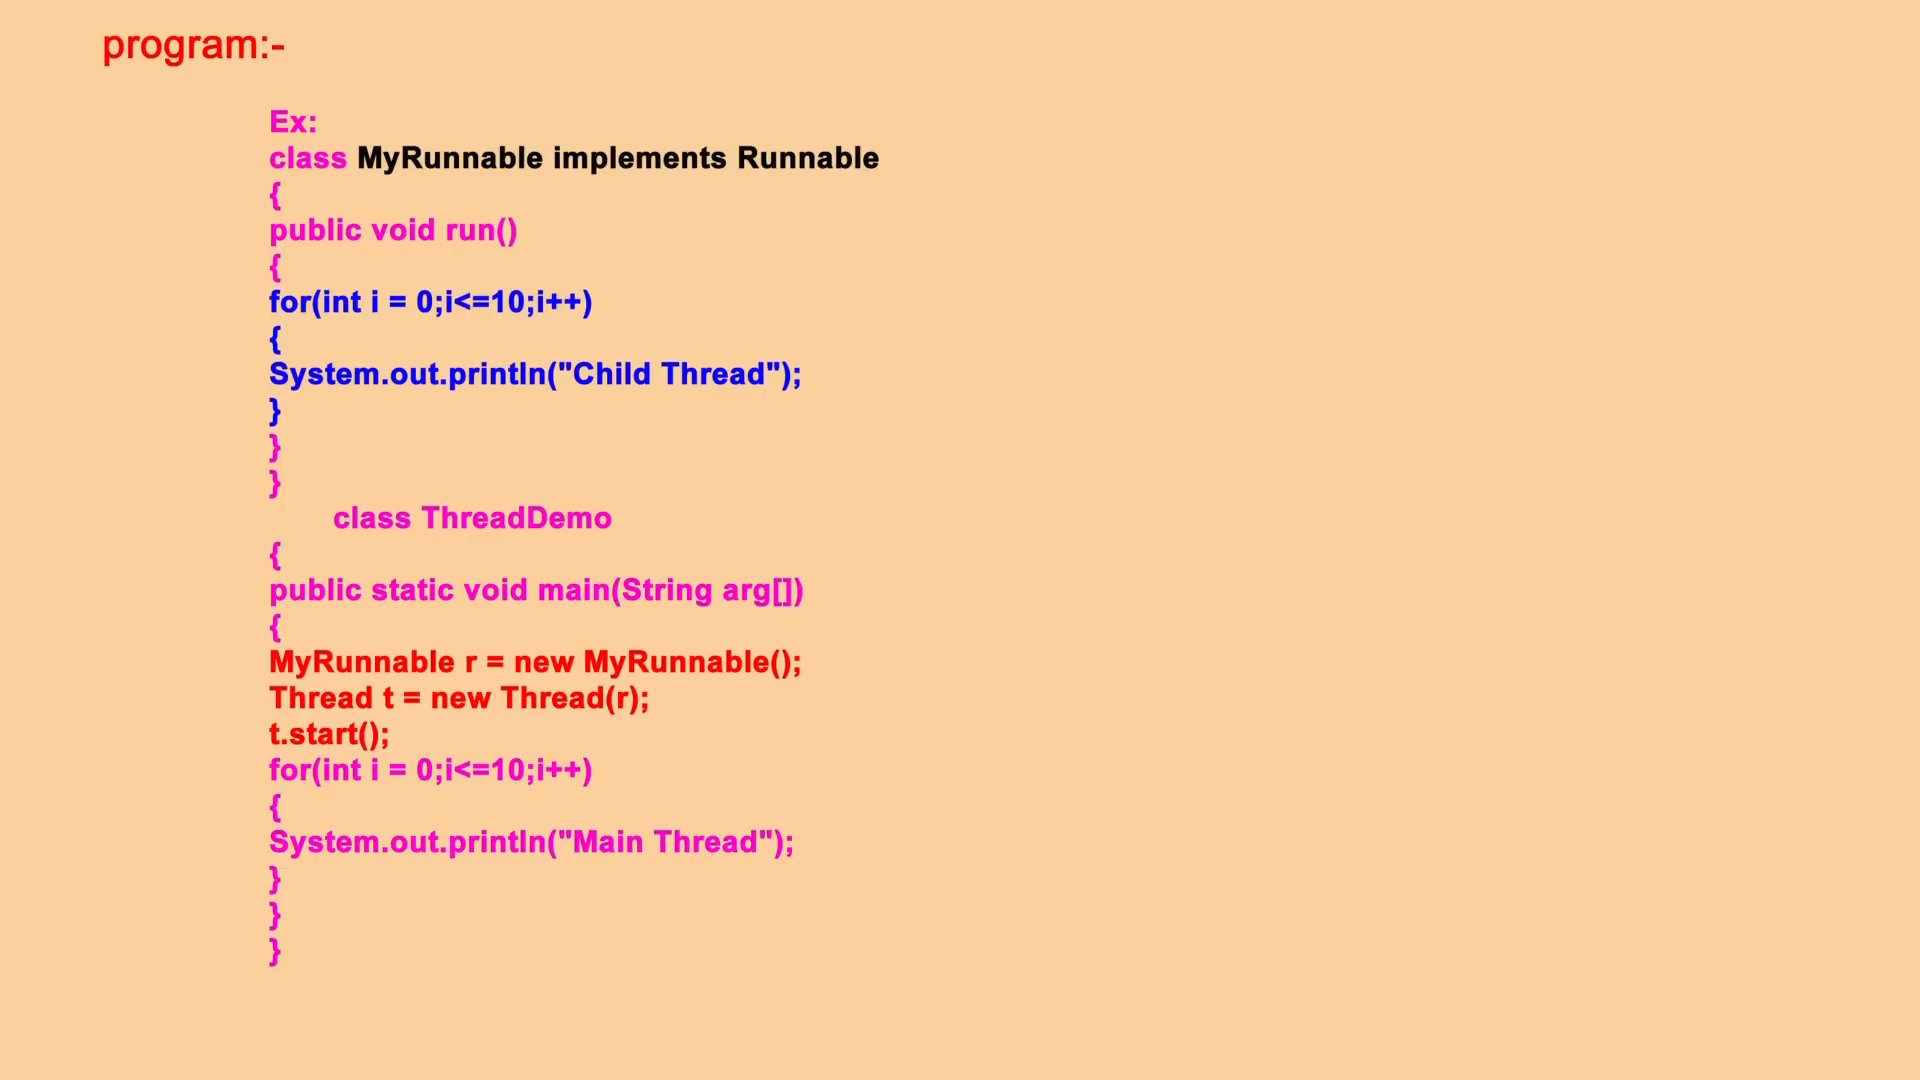 program:-
Ex:
class MyRunnable implements Runnable
{
public void run()
{
for(int i = 0;i<=10;i++)
{
System.out.println("Child Thread");
}
}
}
class ThreadDemo
{
public static void main(String arg[])
{
MyRunnable r = new MyRunnable();
Thread t = new Thread(r);
t.start();
for(int i = 0;i<=10;i++)
{
System.out.println("Main Thread");
}
}
}